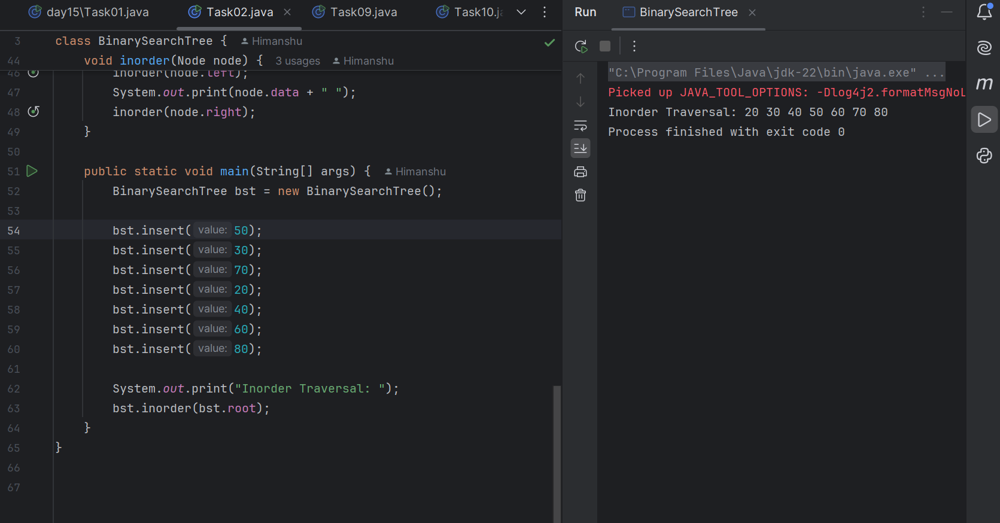 day15\Task01.java Task02.java Task09.java Task10.ja
3 class BinarySearchTree { Himanshu
44 void inorder(Node node) { 3 usages Himanshu
46 inorder(node.left);
47 System.out.print(node.data + " ");
48 inorder(node.right);
49 }
50
51 public static void main(String[] args) { Himanshu
52 BinarySearchTree bst = new BinarySearchTree();
53
54 bst.insert( value: 50);
55 bst.insert( value: 30);
56 bst.insert( value: 70);
57 bst.insert( value: 20);
58 bst.insert( value: 40);
59 bst.insert( value: 60);
60 bst.insert( value: 80);
61
62 System.out.print("Inorder Traversal: ");
63 bst.inorder(bst.root);
64 }
65 }
66
67
Run BinarySearchTree
"C:\Program Files\Java\jdk-22\bin\java.exe" ...
Picked up JAVA_TOOL_OPTIONS: -Dlog4j2.formatMsgNoL
Inorder Traversal: 20 30 40 50 60 70 80
Process finished with exit code 0
m